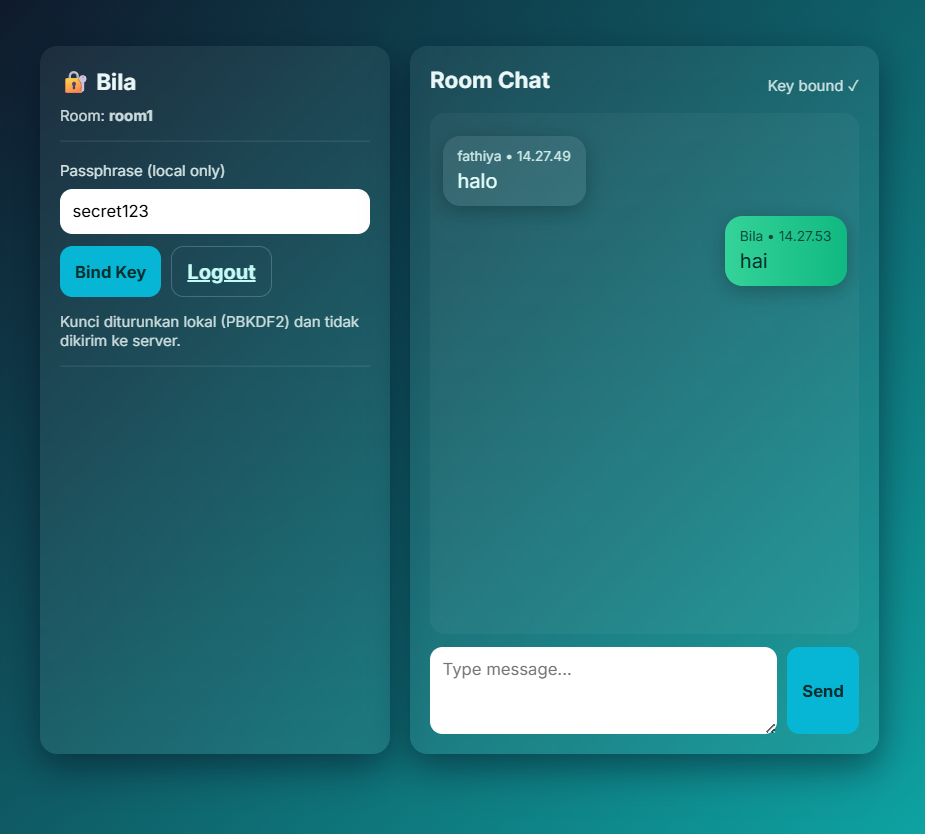 Bila
Room: room1
Passphrase (local only)
secret123
Bind Key
Logout
Kunci diturunkan lokal (PBKDF2) dan tidak
dikirim ke server.
Room Chat
Key bound ✓
fathiya • 14.27.49
halo
Bila • 14.27.53
hai
Type message...
Send